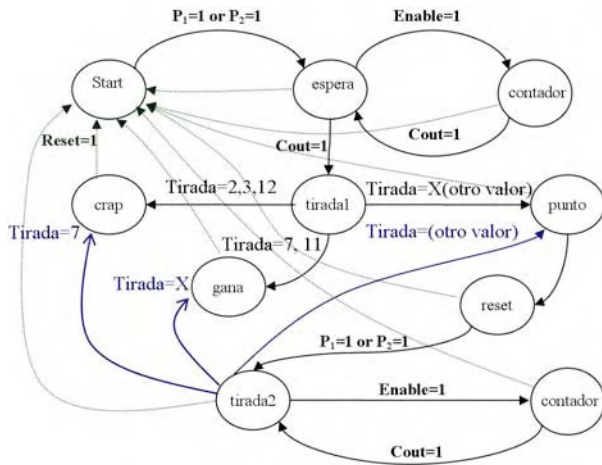 P₁=1 or P₂=1
Enable=1
Start
espera
contador
Reset=1
Cout=1
Cout=1
Tirada=2,3,12
Tirada=X(otro valor)
crap
tirada1
punto
Tirada=7
Tirada=7, 11
Tirada=(otro valor)
Tirada=X
gana
reset
P₁=1 or P₂=1
Enable=1
tirada2
contador
Cout=1